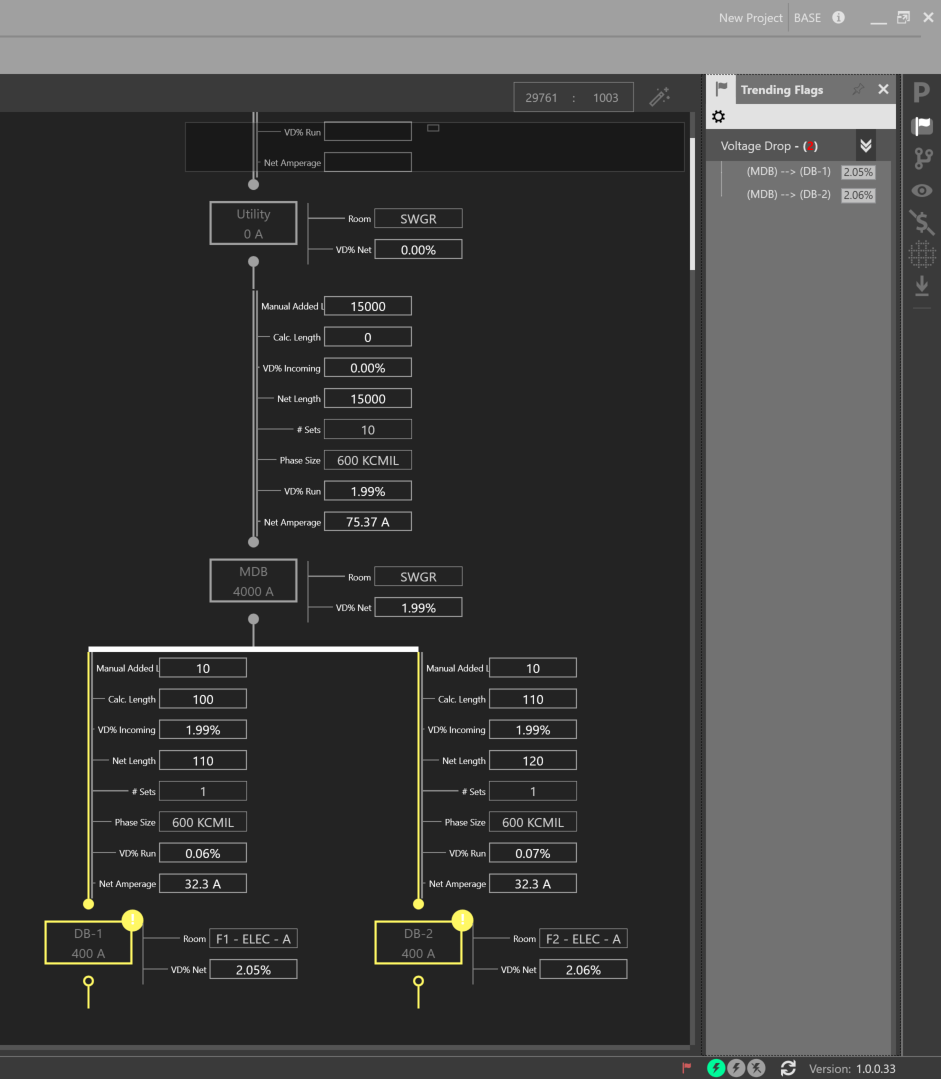 New Project BASE
29761 : 1003
Trending Flags
Voltage Drop - (2)
(MDB) --> (DB-1) 2.05%
(MDB) --> (DB-2) 2.06%
VD% Run
Net Amperage
Utility
0 A
Room SWGR
VD% Net 0.00%
Manual Added L 15000
Calc. Length 0
VD% Incoming 0.00%
Net Length 15000
# Sets 10
Phase Size 600 KCMIL
VD% Run 1.99%
Net Amperage 75.37 A
MDB
4000 A
Room SWGR
VD% Net 1.99%
Manual Added L 10
Calc. Length 100
VD% Incoming 1.99%
Net Length 110
# Sets 1
Phase Size 600 KCMIL
VD% Run 0.06%
Net Amperage 32.3 A
DB-1
400 A
Room F1 - ELEC - A
VD% Net 2.05%
Manual Added L 10
Calc. Length 110
VD% Incoming 1.99%
Net Length 120
# Sets 1
Phase Size 600 KCMIL
VD% Run 0.07%
Net Amperage 32.3 A
DB-2
400 A
Room F2 - ELEC - A
VD% Net 2.06%
P
Version: 1.0.0.33